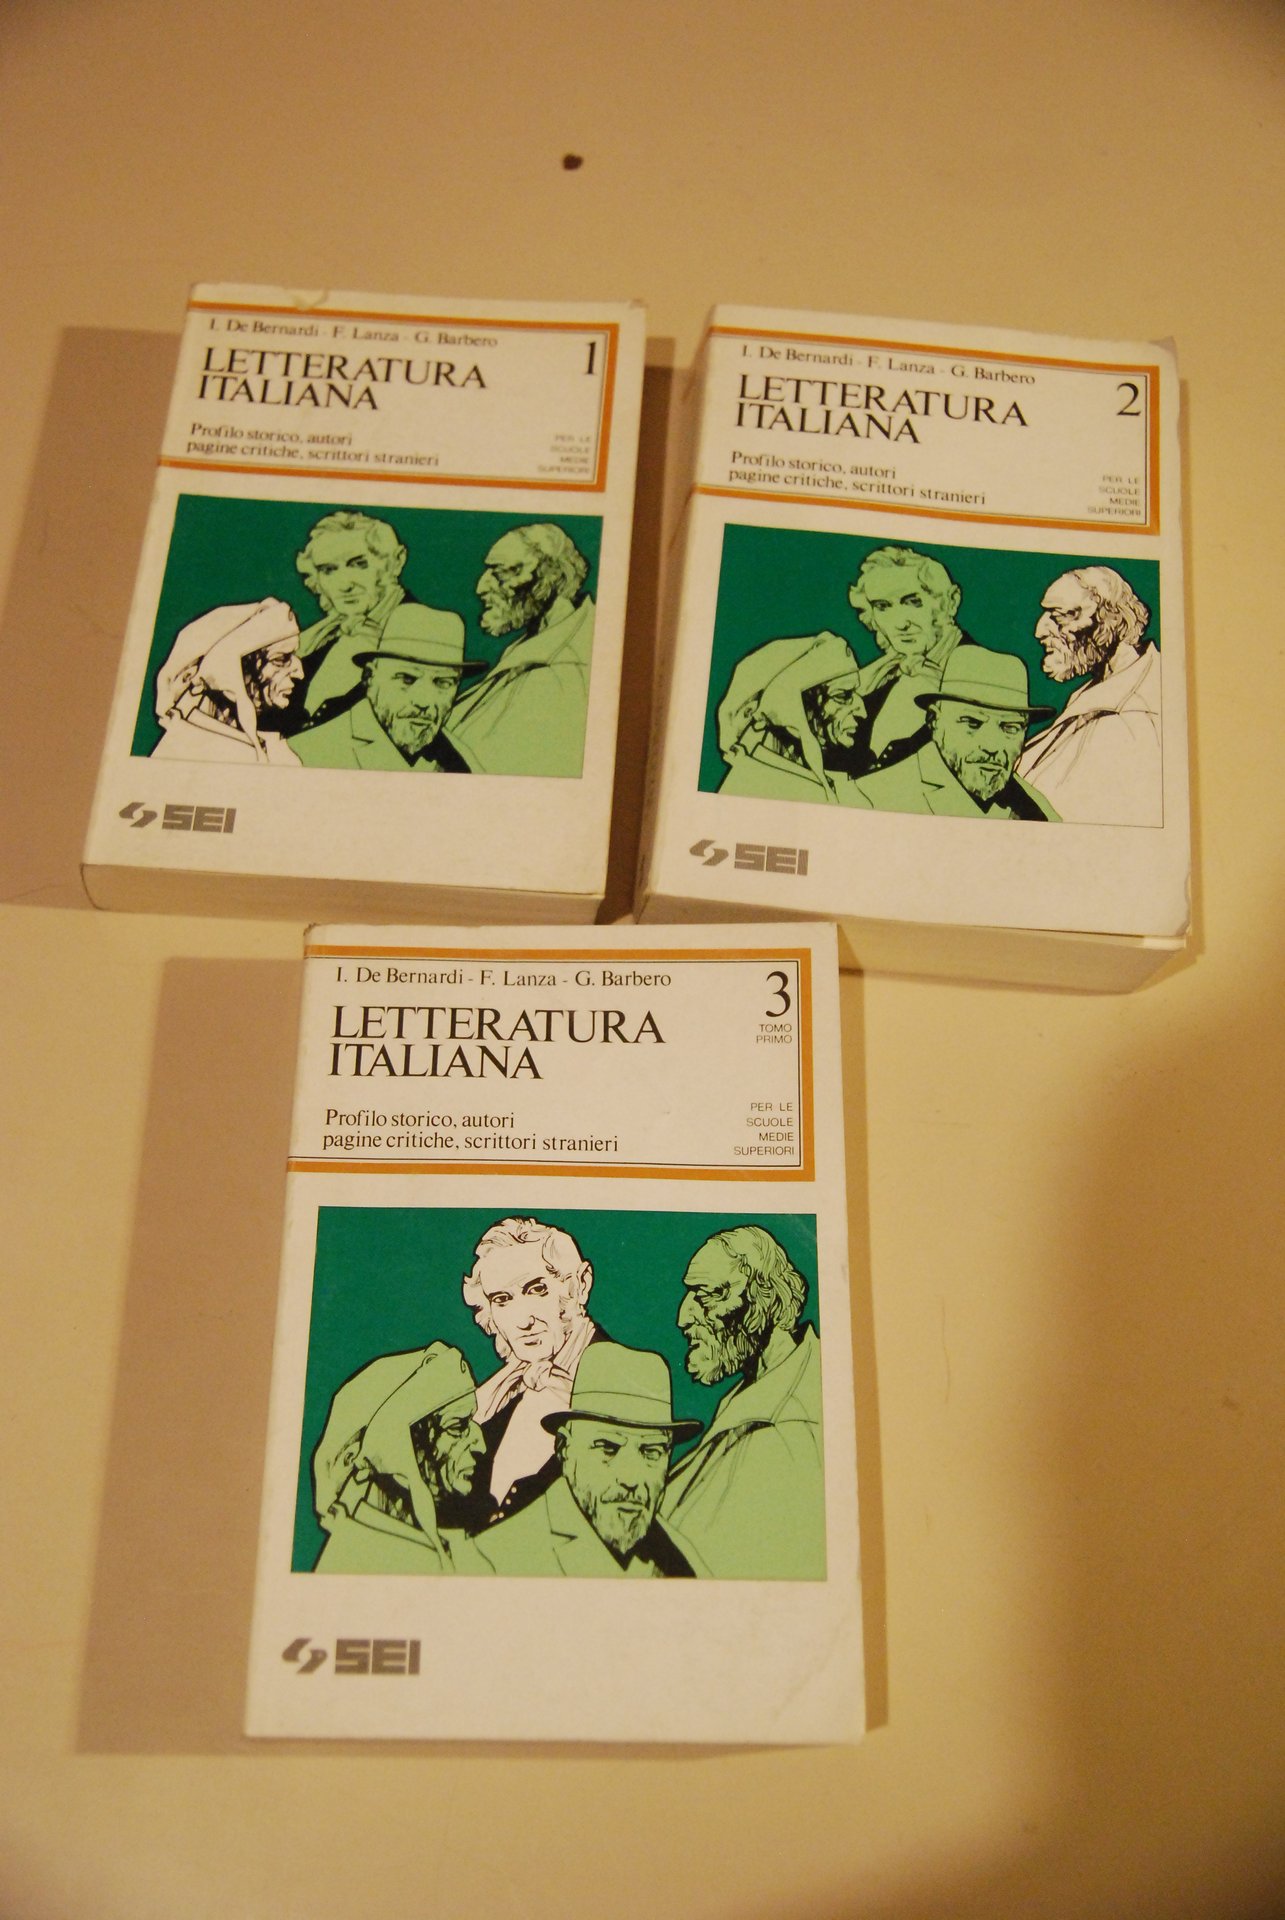 I. De Bernardi - F. Lanza - G. Barbero
1
LETTERATURA
ITALIANA
Profilo storico, autori
pagine critiche, scrittori stranieri
PER LE
SCUOLE
MEDIE
SUPERIORI
SEI
I. De Bernardi - F. Lanza - G. Barbero
2
LETTERATURA
ITALIANA
Profilo storico, autori
pagine critiche, scrittori stranieri
PER LE
SCUOLE
MEDIE
SUPERIORI
SEI
I. De Bernardi - F. Lanza - G. Barbero
3
TOMO
PRIMO
LETTERATURA
ITALIANA
Profilo storico, autori
pagine critiche, scrittori stranieri
PER LE
SCUOLE
MEDIE
SUPERIORI
SEI